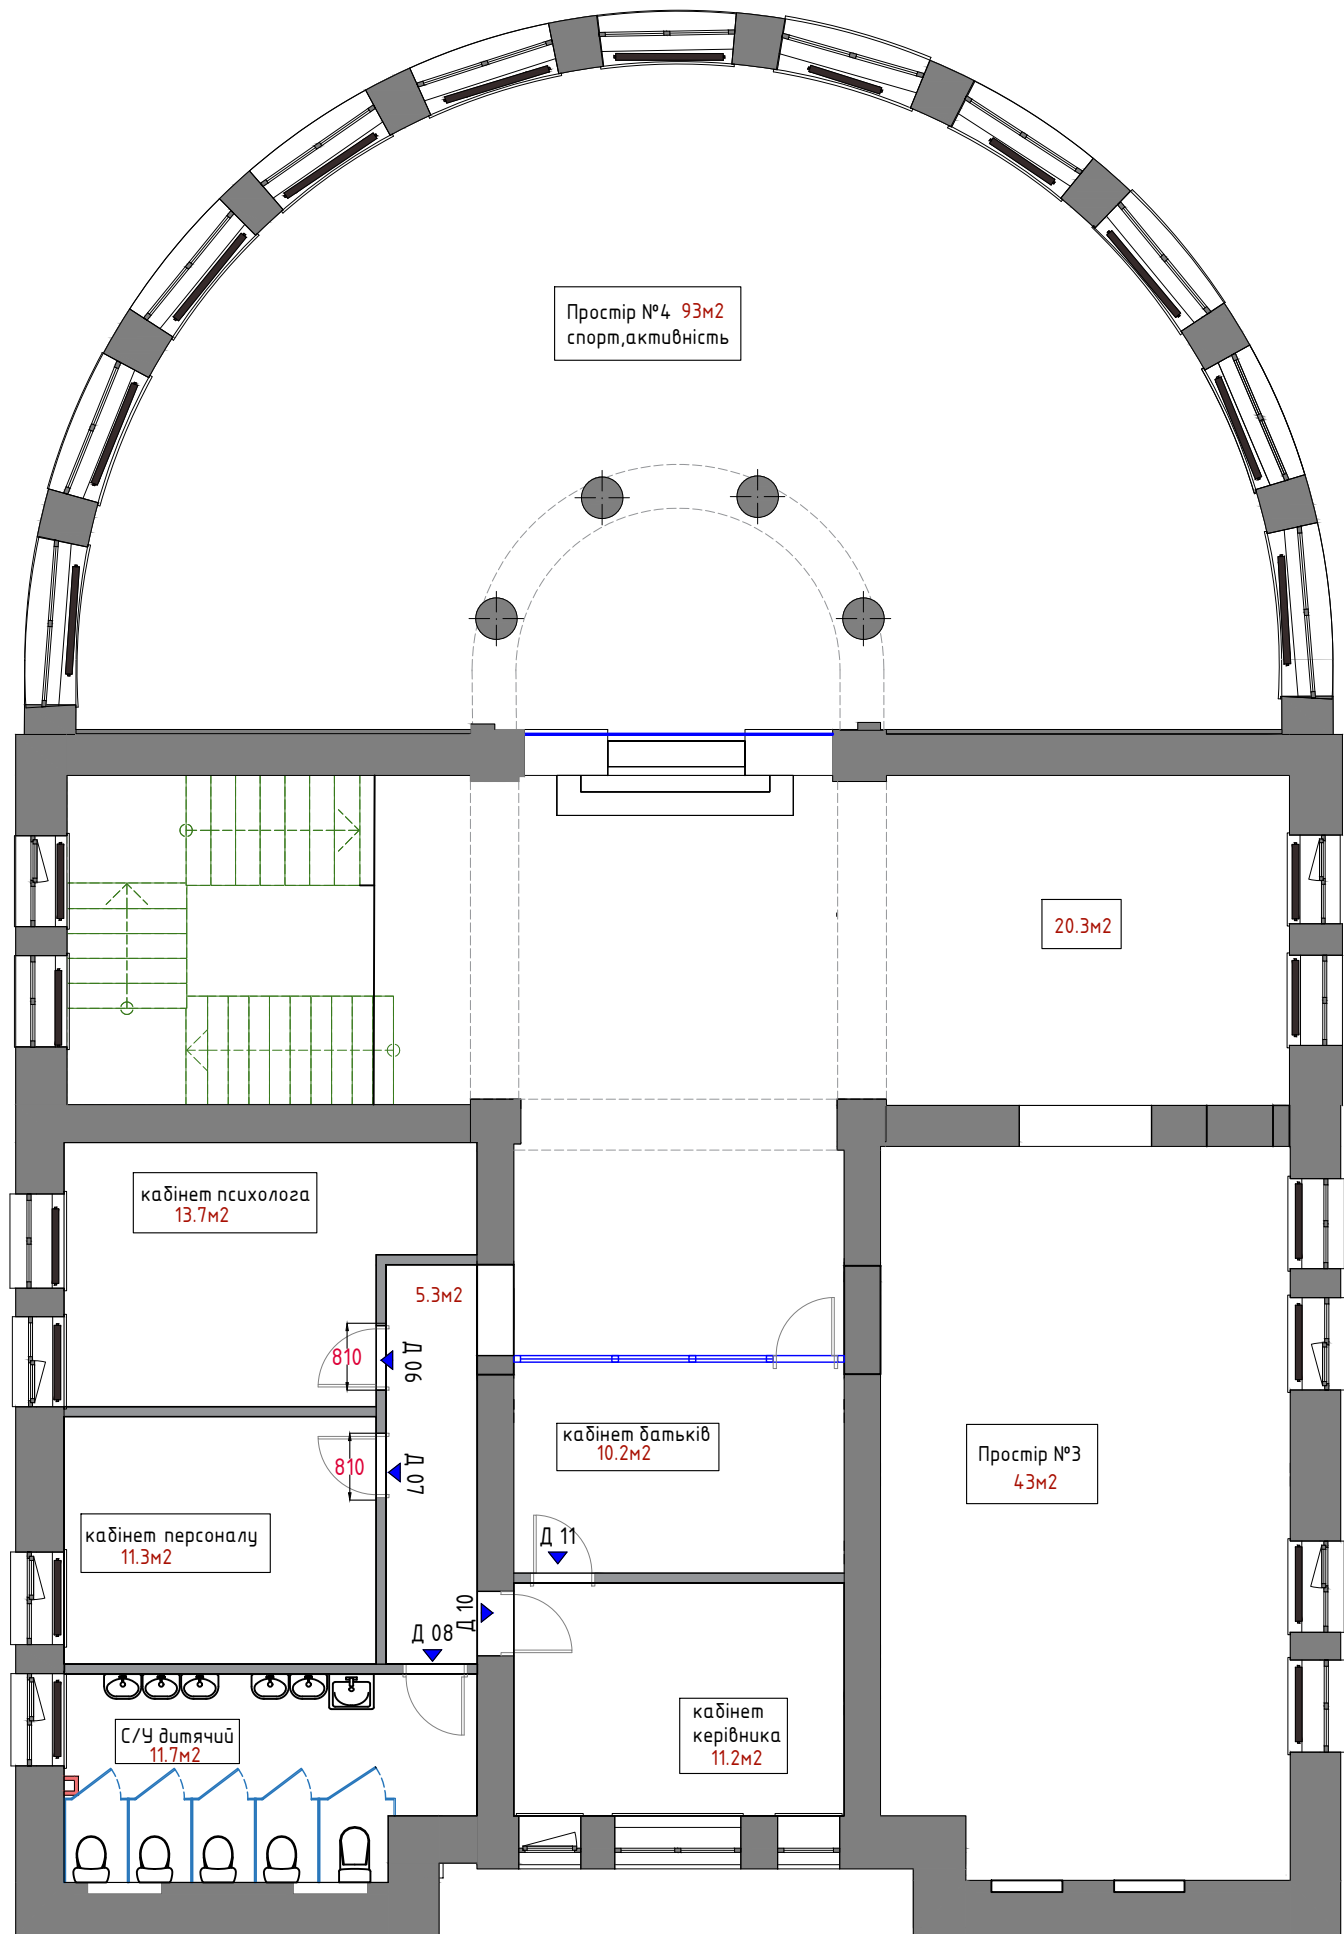 Простір №4 93м2
спорт,активність
20.3м2
кабінет психолога
13.7м2
5.3м2
810
Д 06
810
Д 07
кабінет батьків
10.2м2
Простір №3
43м2
кабінет персоналу
11.3м2
Д 11
Д 10
Д 08
кабінет
керівника
11.2м2
С/У дитячий
11.7м2